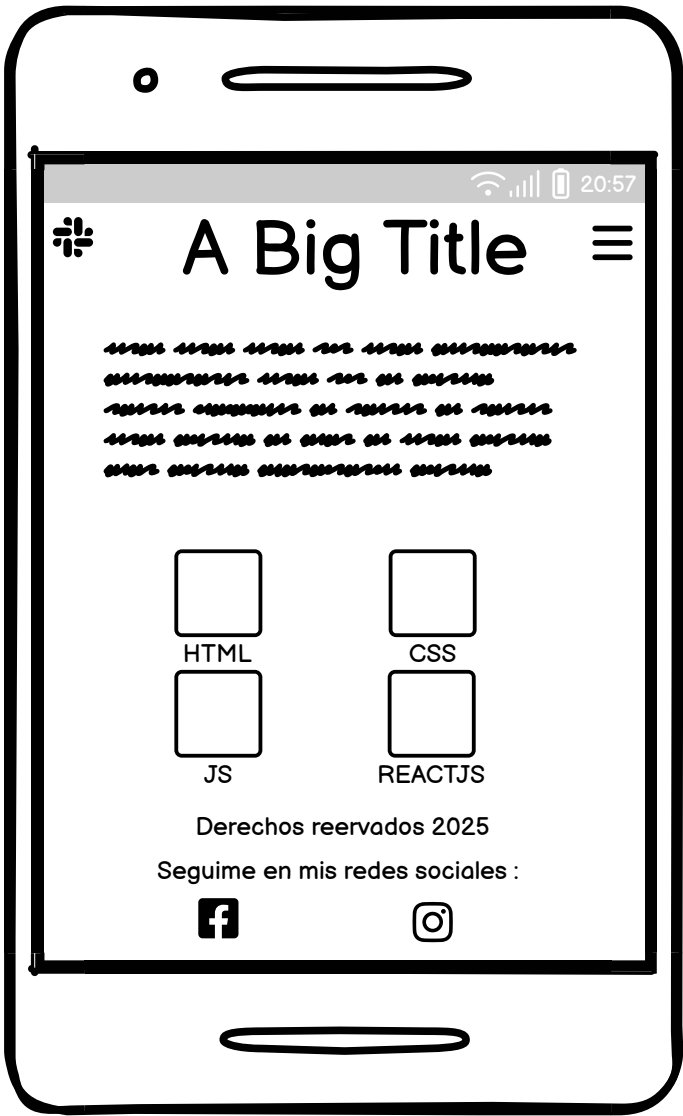 20:57
A Big Title
HTML
CSS
JS
REACTJS
Derechos reervados 2025
Seguime en mis redes sociales :